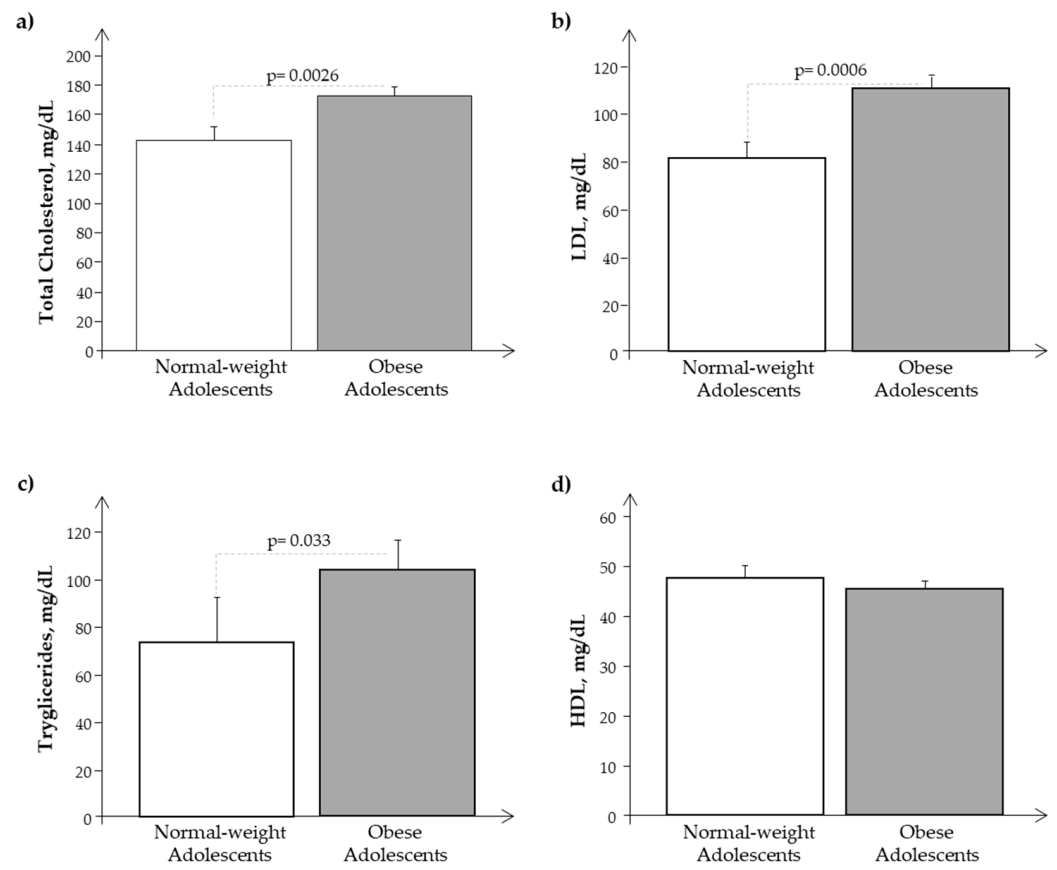 a)
Total Cholesterol, mg/dL
200
180
160
140
120
100
80
60
40
20
0
p= 0.0026
Normal-weight
Adolescents
Obese
Adolescents
b)
LDL, mg/dL
120
100
80
60
40
20
0
p= 0.0006
Normal-weight
Adolescents
Obese
Adolescents
c)
Tryglicerides, mg/dL
120
100
80
60
40
20
0
p= 0.033
Normal-weight
Adolescents
Obese
Adolescents
d)
HDL, mg/dL
60
50
40
30
20
10
0
Normal-weight
Adolescents
Obese
Adolescents